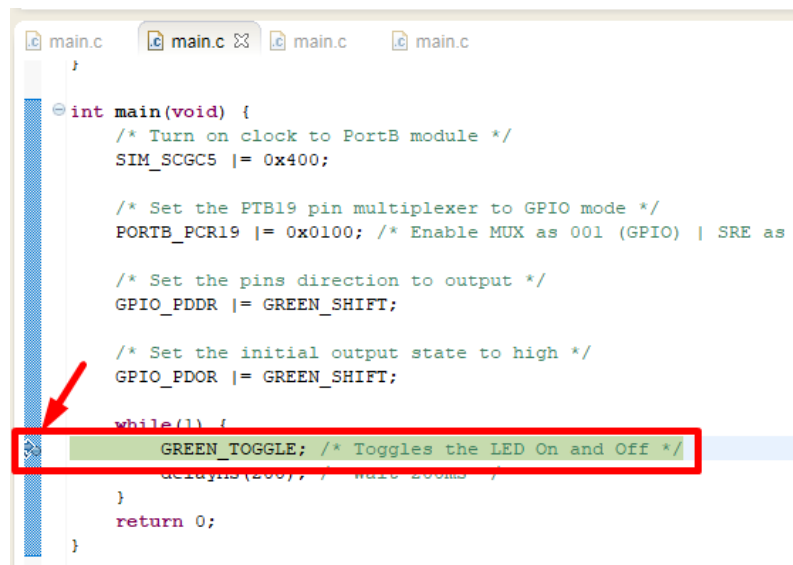 main.c main.c main.c main.c
}
int main(void) {
/* Turn on clock to PortB module */
SIM_SCGC5 |= 0x400;
/* Set the PTB19 pin multiplexer to GPIO mode */
PORTB_PCR19 |= 0x0100; /* Enable MUX as 001 (GPIO) | SRE as
/* Set the pins direction to output */
GPIO_PDDR |= GREEN_SHIFT;
/* Set the initial output state to high */
GPIO_PDOR |= GREEN_SHIFT;
while(1) {
GREEN_TOGGLE; /* Toggles the LED On and Off */
}
return 0;
}